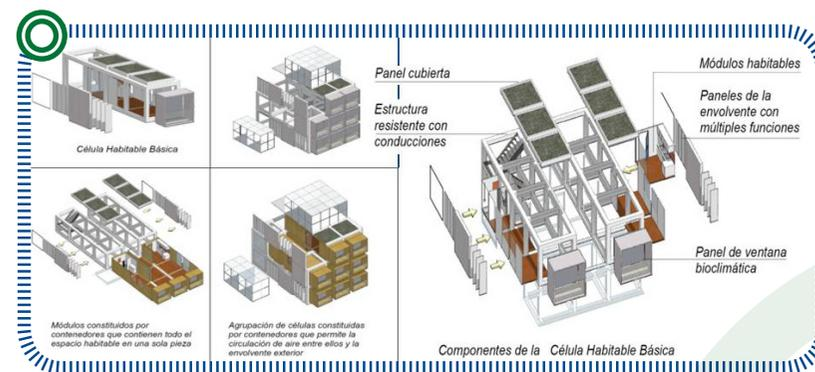 Célula Habitable Básica
Módulos constituidos por
contenedores que contienen todo el
espacio habitable en una sola pieza
Agrupación de células constituidas
por contenedores que permite la
circulación de aire entre ellos y la
envolvente exterior
Panel cubierta
Estructura
resistente con
conducciones
Módulos habitables
Paneles de la
envolvente con
múltiples funciones
Panel de ventana
bioclimática
Componentes de la Célula Habitable Básica